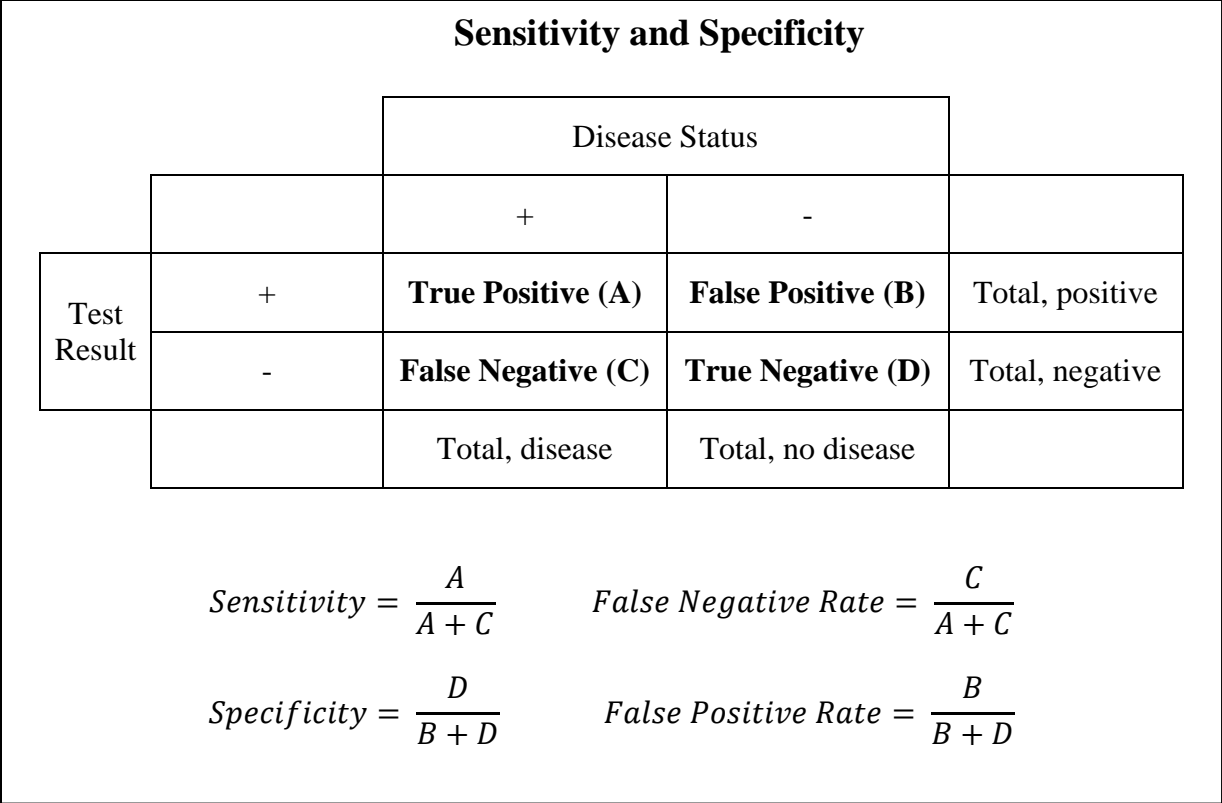 Sensitivity and Specificity
Disease Status
+ -
Test
Result
+ True Positive (A) False Positive (B) Total, positive
- False Negative (C) True Negative (D) Total, negative
Total, disease Total, no disease
Sensitivity = A / (A + C) False Negative Rate = C / (A + C)
Specificity = D / (B + D) False Positive Rate = B / (B + D)